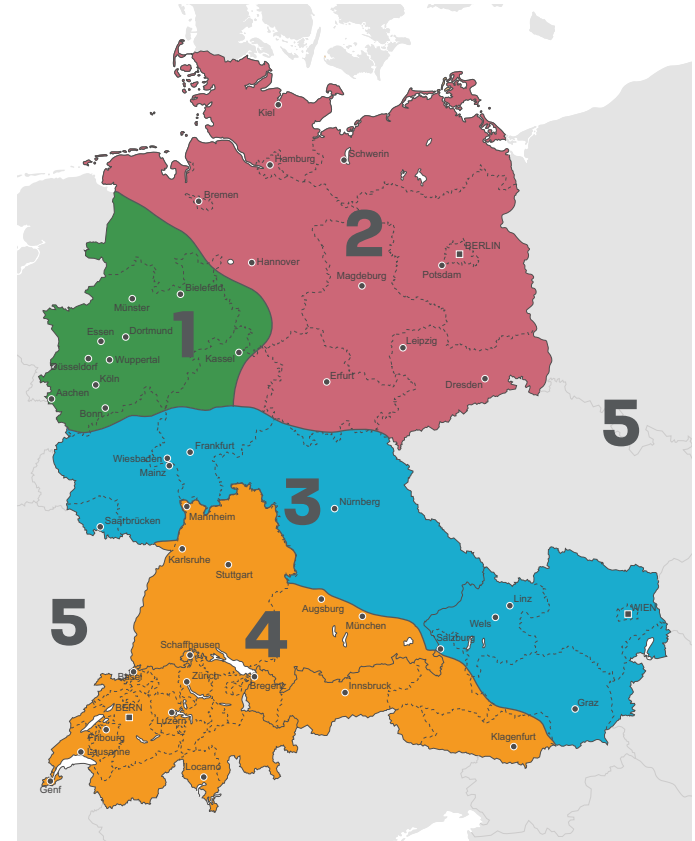 Kiel
Hamburg
Schwerin
Bremen
2
BERLIN
Hannover
Potsdam
Magdeburg
Bielefeld
Münster
1
Essen
Dortmund
Leipzig
Kassel
Düsseldorf
Wuppertal
Köln
Erfurt
Dresden
Aachen
Bonn
5
Frankfurt
Wiesbaden
Mainz
3
Nürnberg
Mannheim
Saarbrücken
Karlsruhe
Stuttgart
Augsburg
Linz
WIEN
5
München
Wels
4
Salzburg
Schaffhausen
Basel
Zürich
Bregenz
Innsbruck
BERN
Luzern
Graz
Fribourg
Klagenfurt
Lausanne
Locarno
Genf